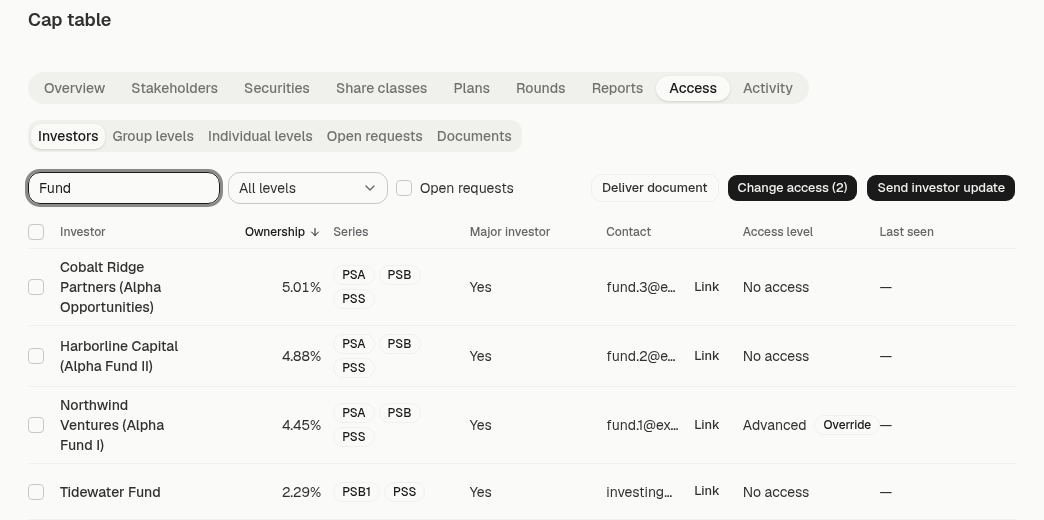 Cap table
Overview Stakeholders Securities Share classes Plans Rounds Reports Access Activity
Investors Group levels Individual levels Open requests Documents
Fund All levels Open requests Deliver document Change access (2) Send investor update
Investor Ownership ↓ Series Major investor Contact Access level Last seen
Cobalt Ridge
Partners (Alpha
Opportunities)
5.01% PSA PSB
PSS
Yes fund.3@e... Link No access —
Harborline Capital
(Alpha Fund II)
4.88% PSA PSB
PSS
Yes fund.2@e... Link No access —
Northwind
Ventures (Alpha
Fund I)
4.45% PSA PSB
PSS
Yes fund.1@ex... Link Advanced Override —
Tidewater Fund 2.29% PSB1 PSS Yes investing... Link No access —